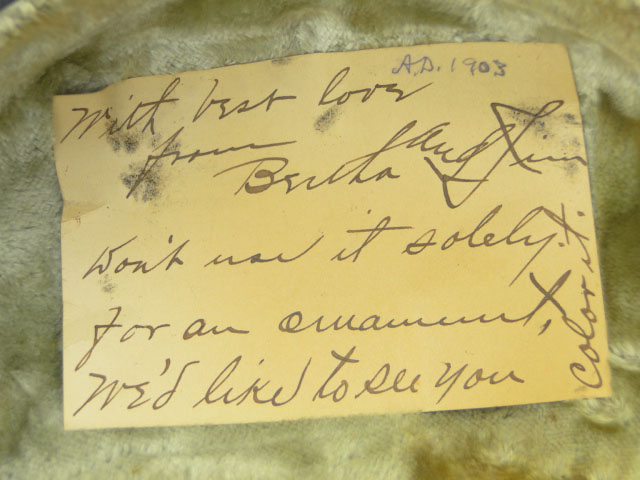 A.D. 1903
With best love
from
Bertha and
Don't use it solely
for an ornament,
We'd like to see you
color it.